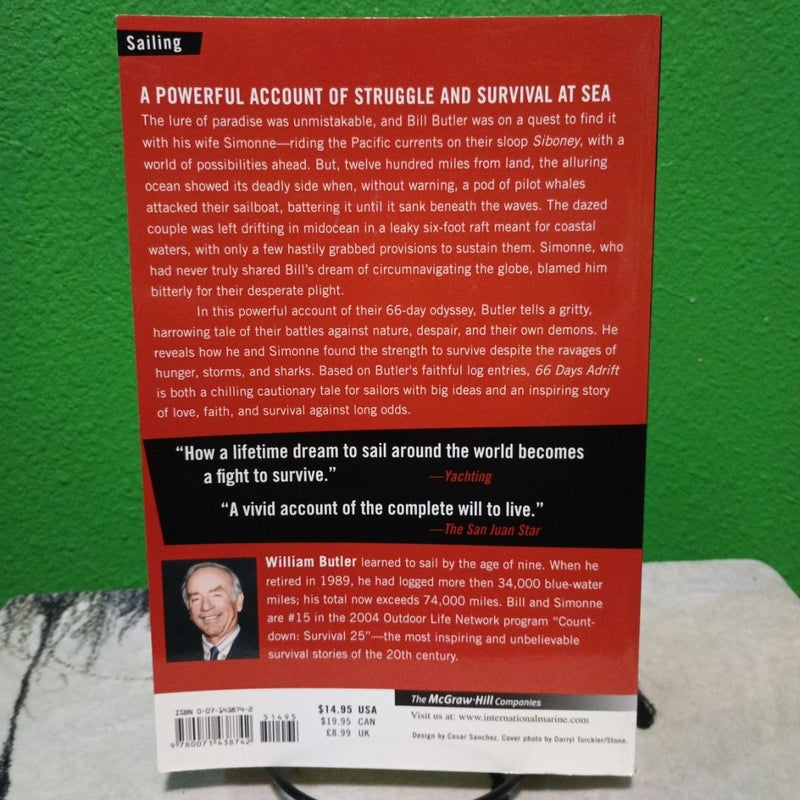 Sailing
A POWERFUL ACCOUNT OF STRUGGLE AND SURVIVAL AT SEA
The lure of paradise was unmistakable, and Bill Butler was on a quest to find it
with his wife Simonne—riding the Pacific currents on their sloop Siboney, with a
world of possibilities ahead. But, twelve hundred miles from land, the alluring
ocean showed its deadly side when, without warning, a pod of pilot whales
attacked their sailboat, battering it until it sank beneath the waves. The dazed
couple was left drifting in midocean in a leaky six-foot raft meant for coastal
waters, with only a few hastily grabbed provisions to sustain them. Simonne, who
had never truly shared Bill's dream of circumnavigating the globe, blamed him
bitterly for their desperate plight.
In this powerful account of their 66-day odyssey, Butler tells a gritty,
harrowing tale of their battles against nature, despair, and their own demons. He
reveals how he and Simonne found the strength to survive despite the ravages of
hunger, storms, and sharks. Based on Butler's faithful log entries, 66 Days Adrift
is both a chilling cautionary tale for sailors with big ideas and an inspiring story
of love, faith, and survival against long odds.
“How a lifetime dream to sail around the world becomes
a fight to survive.” —Yachting
“A vivid account of the complete will to live.”
—The San Juan Star
William Butler learned to sail by the age of nine. When he
retired in 1989, he had logged more then 34,000 blue-water
miles; his total now exceeds 74,000 miles. Bill and Simonne
are #15 in the 2004 Outdoor Life Network program “Count-
down: Survival 25”—the most inspiring and unbelievable
survival stories of the 20th century.
ISBN 0-07-143874-2
51495
9 780071 438742
$14.95 USA
$19.95 CAN
£8.99 UK
The McGraw·Hill Companies
Visit us at: www.internationalmarine.com
Design by Cesar Sanchez. Cover photo by Darryl Torckler/Stone.